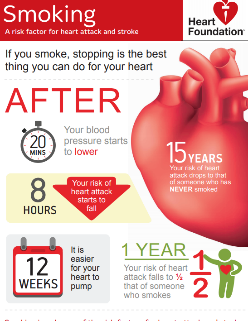 Smoking
A risk factor for heart attack and stroke
Heart
Foundation
If you smoke, stopping is the best
thing you can do for your heart
AFTER
20
MINS
Your blood
pressure starts
to lower
15 YEARS
Your risk of heart
attack drops to that
of someone who has
NEVER smoked
8
HOURS
Your risk of
heart attack
starts to
fall
12
WEEKS
It is
easier
for your
heart to
pump
1 YEAR
Your risk of heart
attack falls to ½
that of someone
who smokes
1/2